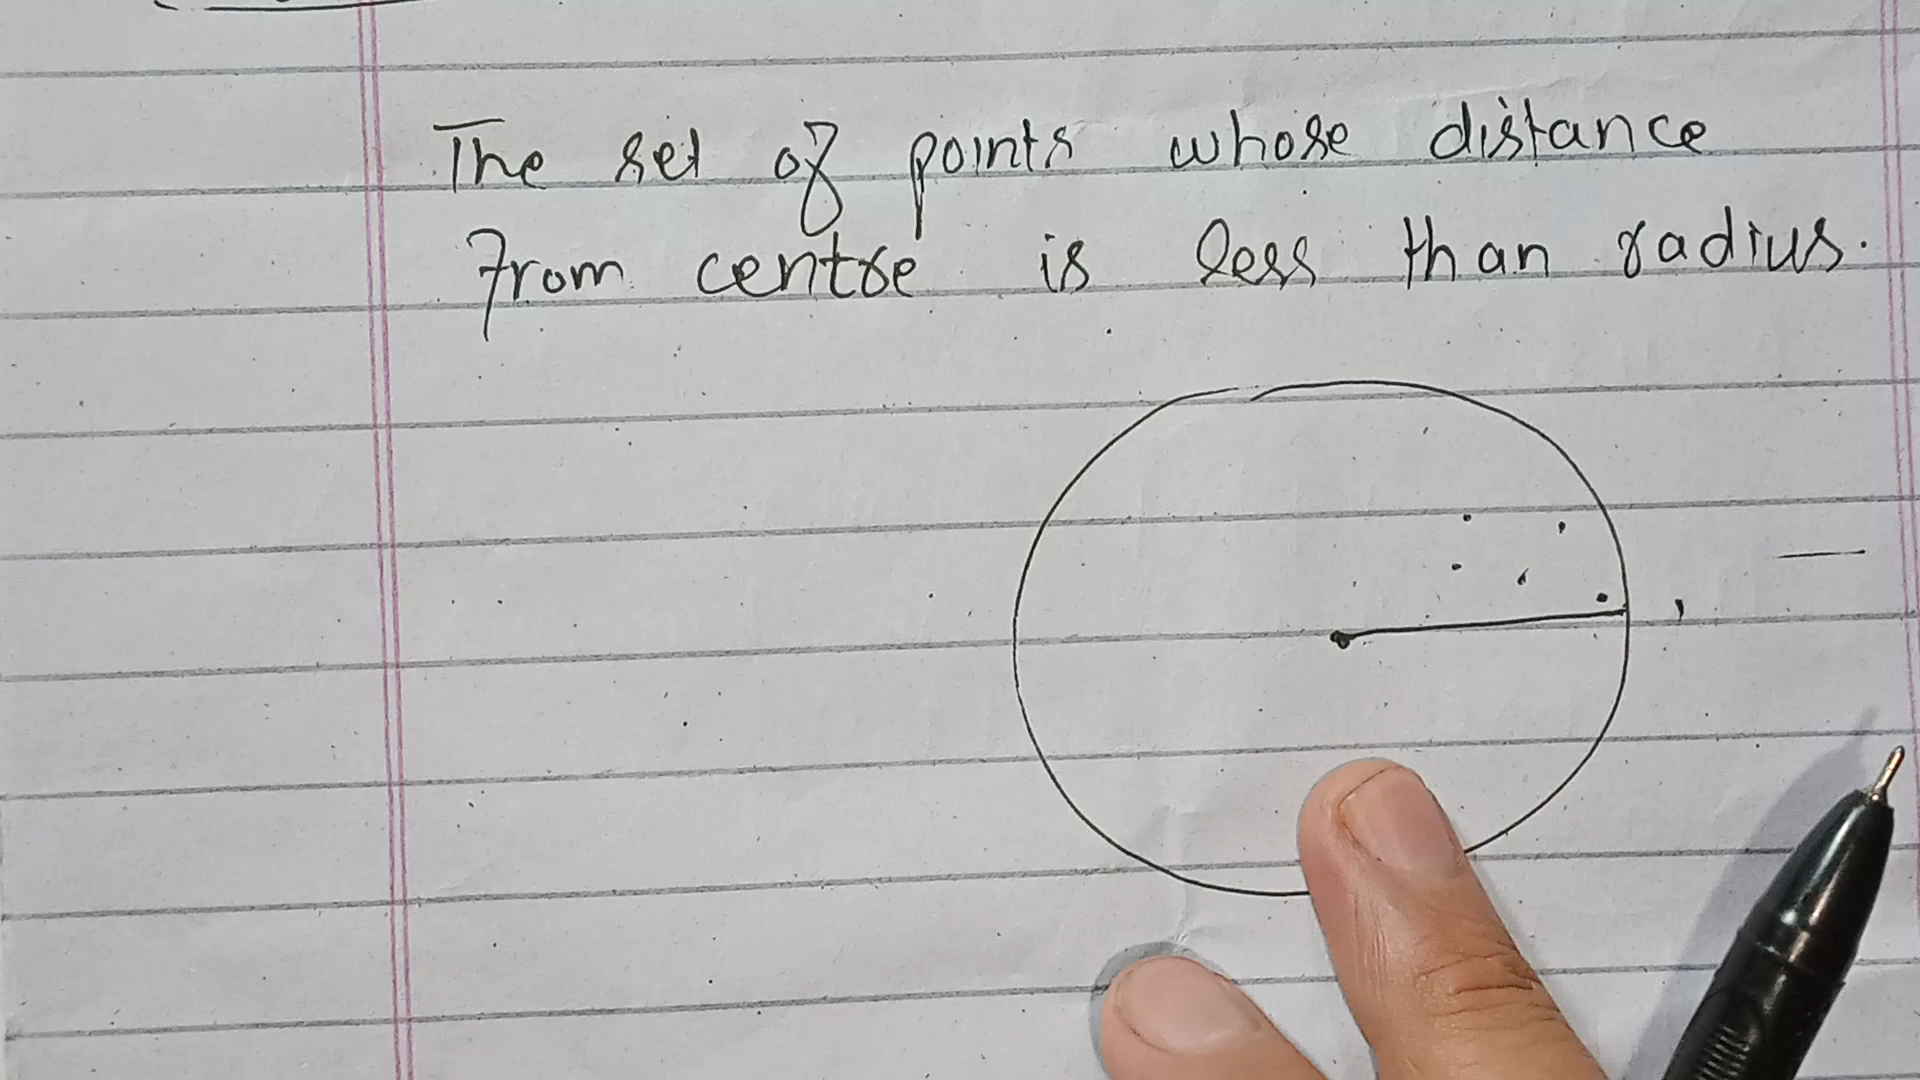 The set of points whose distance
from centre is less than radius.